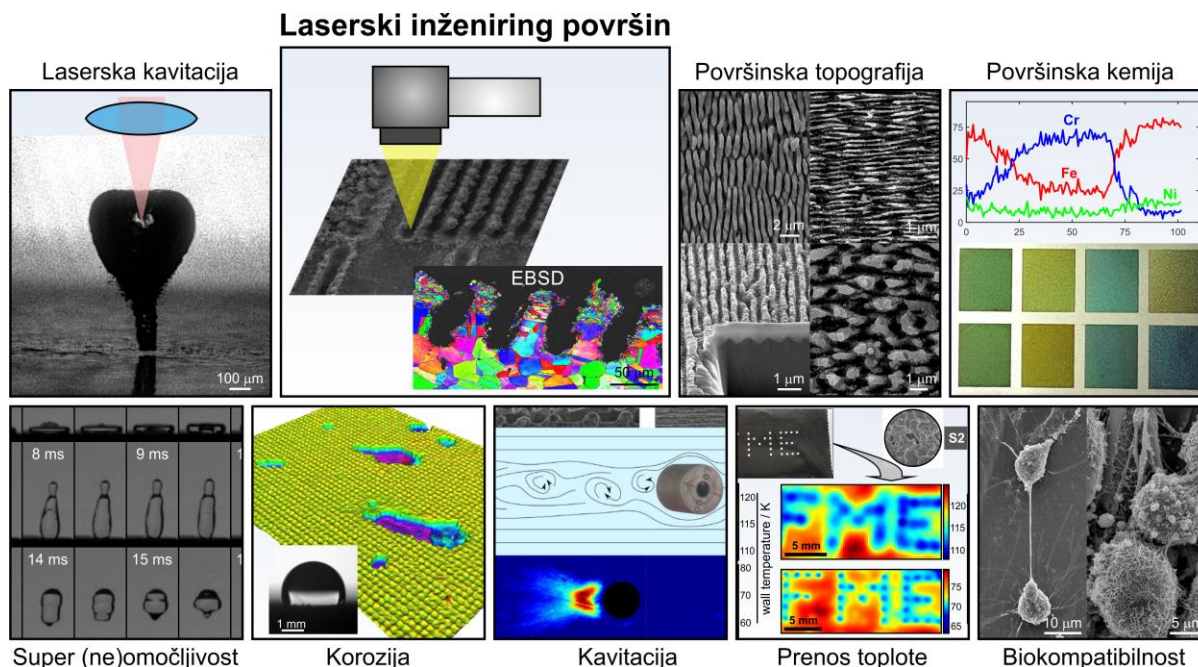 Laserski inženiring površin
Laserska kavitacija
Površinska topografija
Površinska kemija
100 μm
EBSD
50 μm
2 μm
1 μm
1 μm
1 μm
75
50
25
0
Cr
Fe
Ni
0 25 50 75 100
8 ms
9 ms
1
14 ms
15 ms
1
1 mm
FME
S2
wall temperature / K
120
110
80
70
60
5 mm
120
110
5 mm
75
70
65
10 μm
5 μm
Super (ne)omočljivost
Korozija
Kavitacija
Prenos toplote
Biokompatibilnost